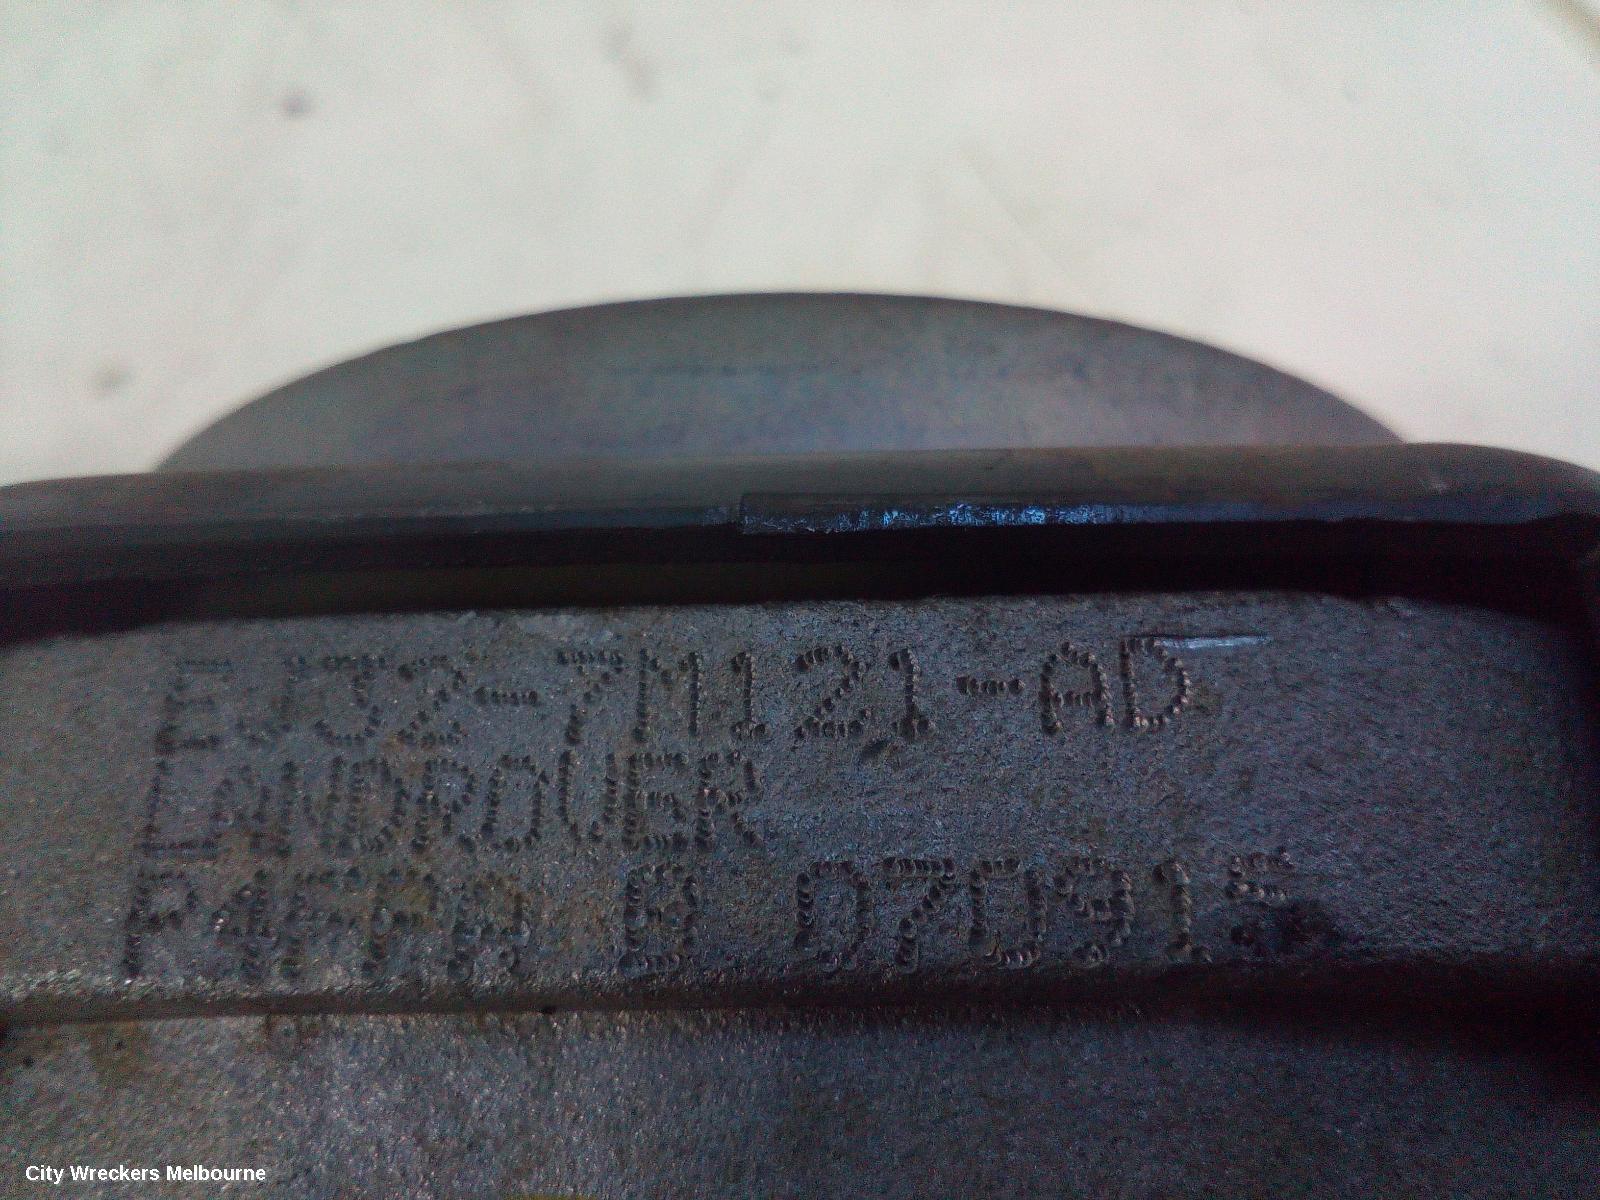 EJ32-7M121-AD
LANDROVER
P4FPA B 070915
City Wreckers Melbourne